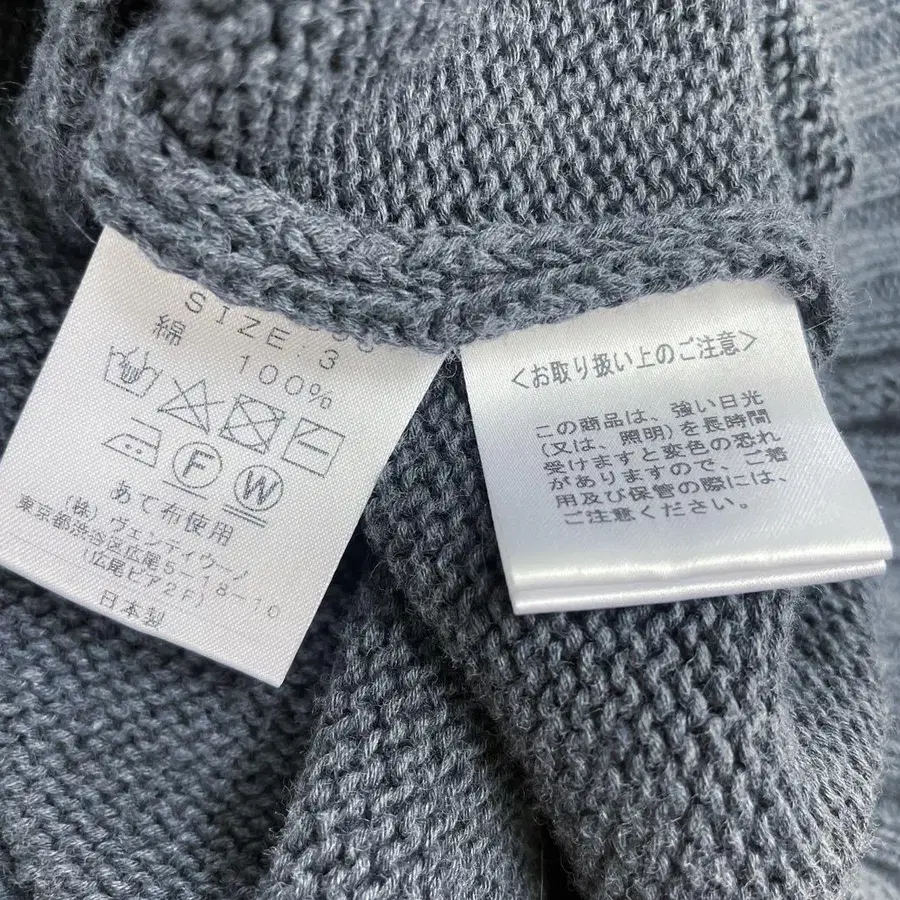 SIZE:3
綿 100%
F
W
あて布使用
(株)ヴェンティウーノ
東京都渋谷区広尾5-18-10
(広尾ピア2F)
日本製
<お取り扱い上のご注意>
この商品は、強い日光
(又は、照明)を長時間
受けますと変色の恐れ
がありますので、ご着
用及び保管の際には、
ご注意ください。